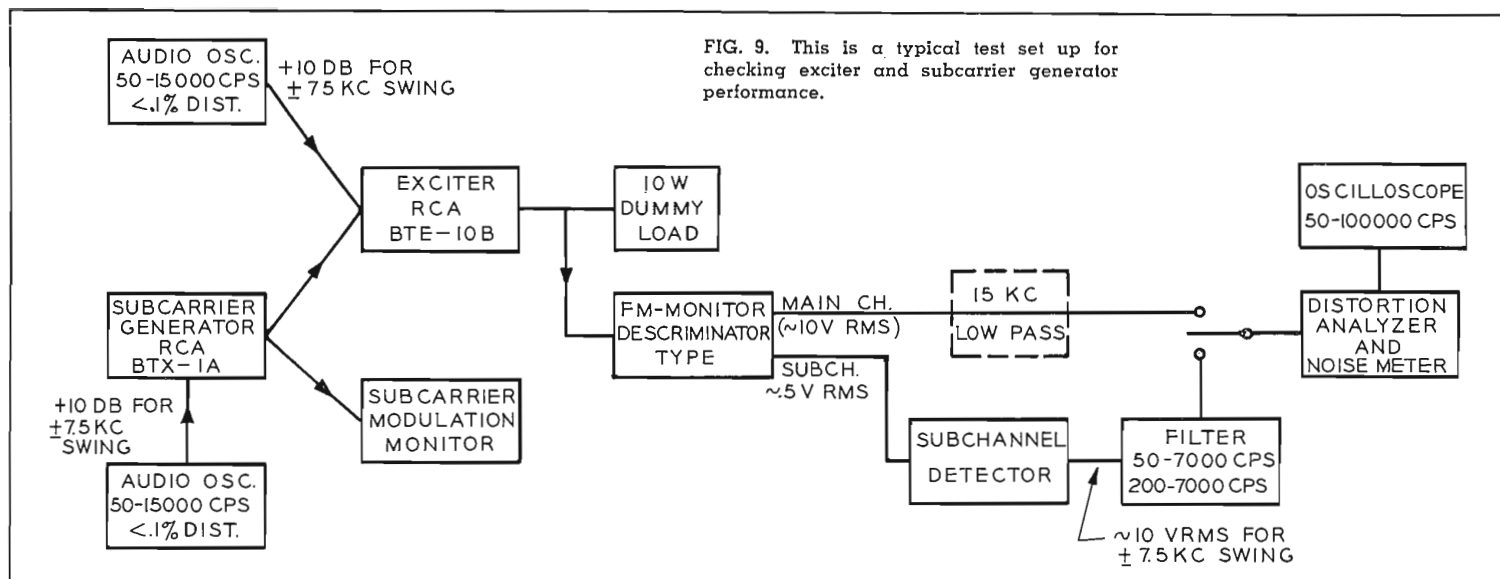 AUDIO OSC.
50-15000 CPS
<.1% DIST.
+10 DB FOR
± 75 KC SWING
FIG. 9. This is a typical test set up for
checking exciter and subcarrier generator
performance.
EXCITER
RCA
BTE-10B
10 W
DUMMY
LOAD
OSCILLOSCOPE
50-100000 CPS
SUBCARRIER
GENERATOR
RCA
BTX-1A
FM-MONITOR
DESCRIMINATOR
TYPE
MAIN CH.
(~10V RMS)
SUBCH.
~.5 V RMS
15 KC
LOW PASS
DISTORTION
ANALYZER
AND
NOISE METER
+10 DB FOR
±7.5KC
SWING
SUBCARRIER
MODULATION
MONITOR
AUDIO OSC.
50-15000 CPS
<.1% DIST.
SUBCHANNEL
DETECTOR
FILTER
50-7000 CPS
200-7000 CPS
~10 VRMS FOR
± 7.5KC SWING